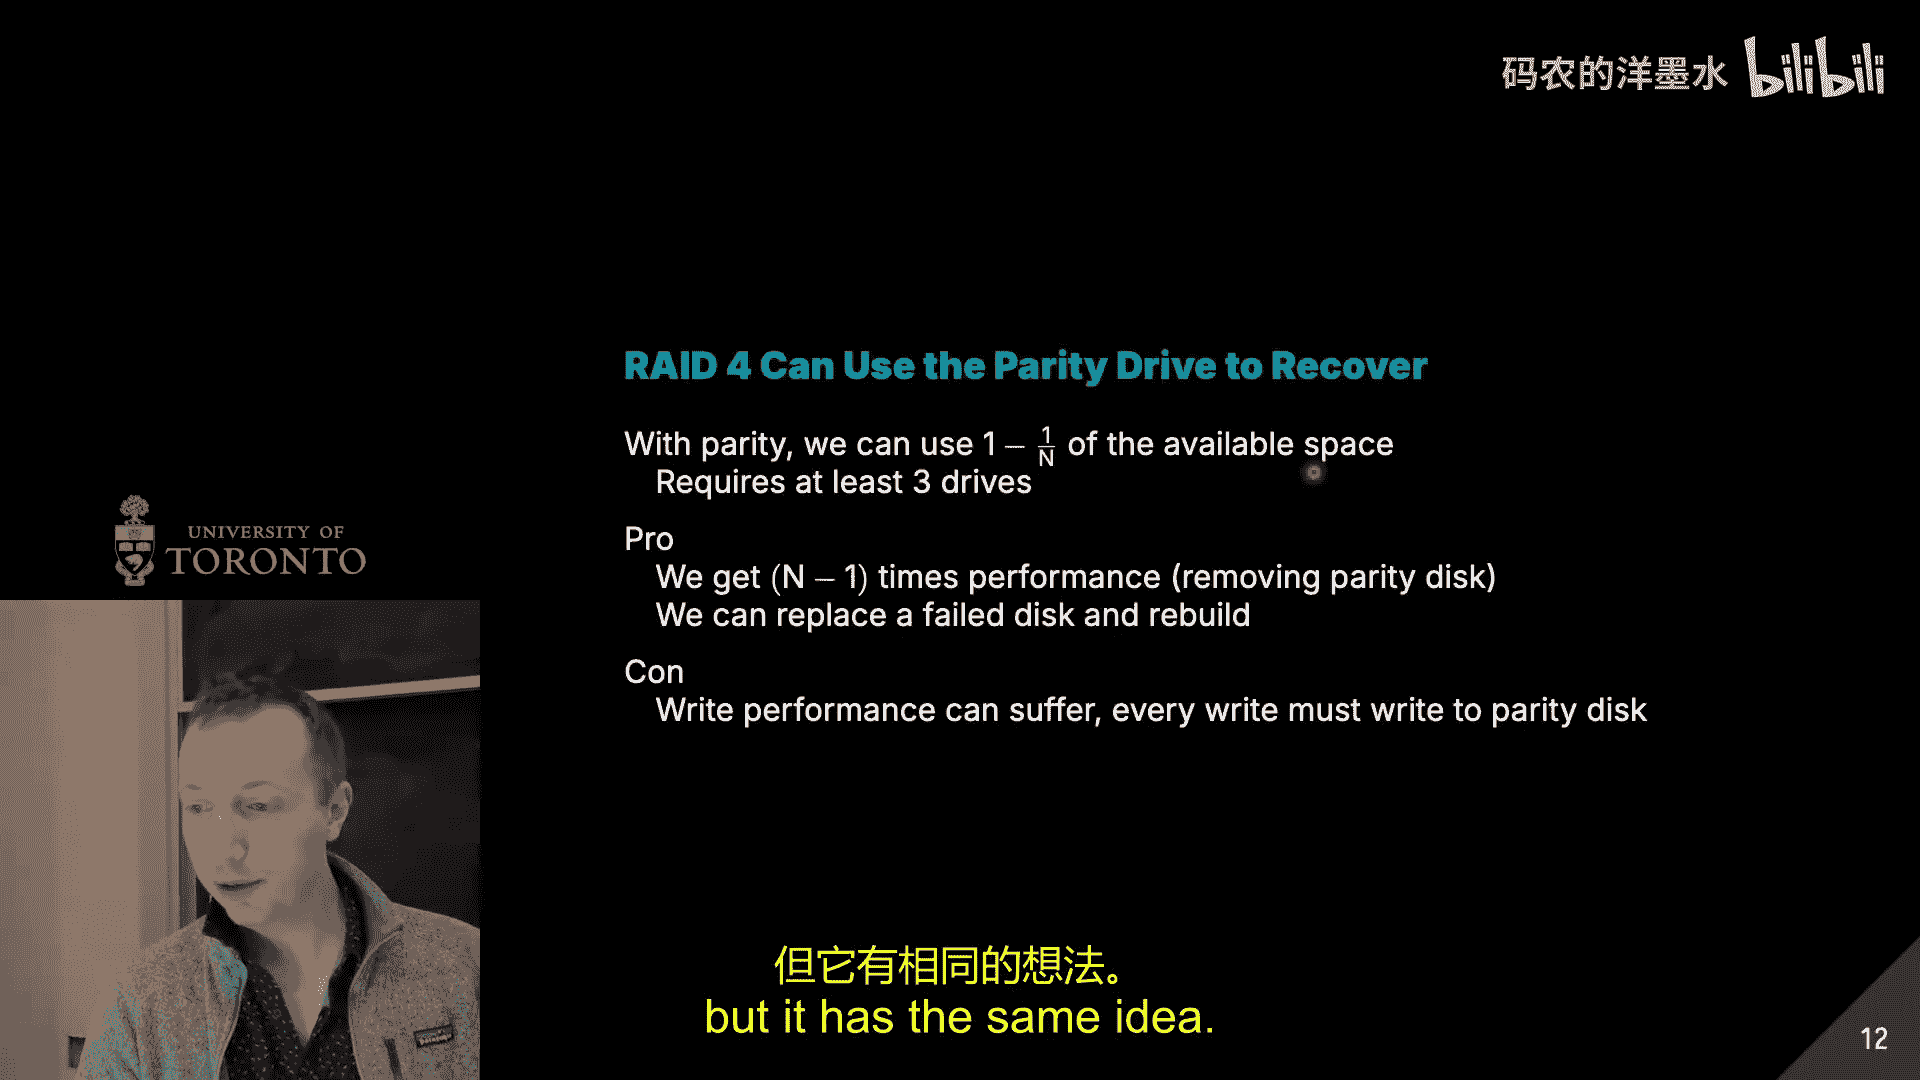 码农的洋墨水 bilibili
RAID 4 Can Use the Parity Drive to Recover
With parity, we can use 1 – 1/N of the available space
Requires at least 3 drives
Pro
We get (N – 1) times performance (removing parity disk)
We can replace a failed disk and rebuild
Con
Write performance can suffer, every write must write to parity disk
UNIVERSITY OF
TORONTO
但它有相同的想法。
but it has the same idea.
12